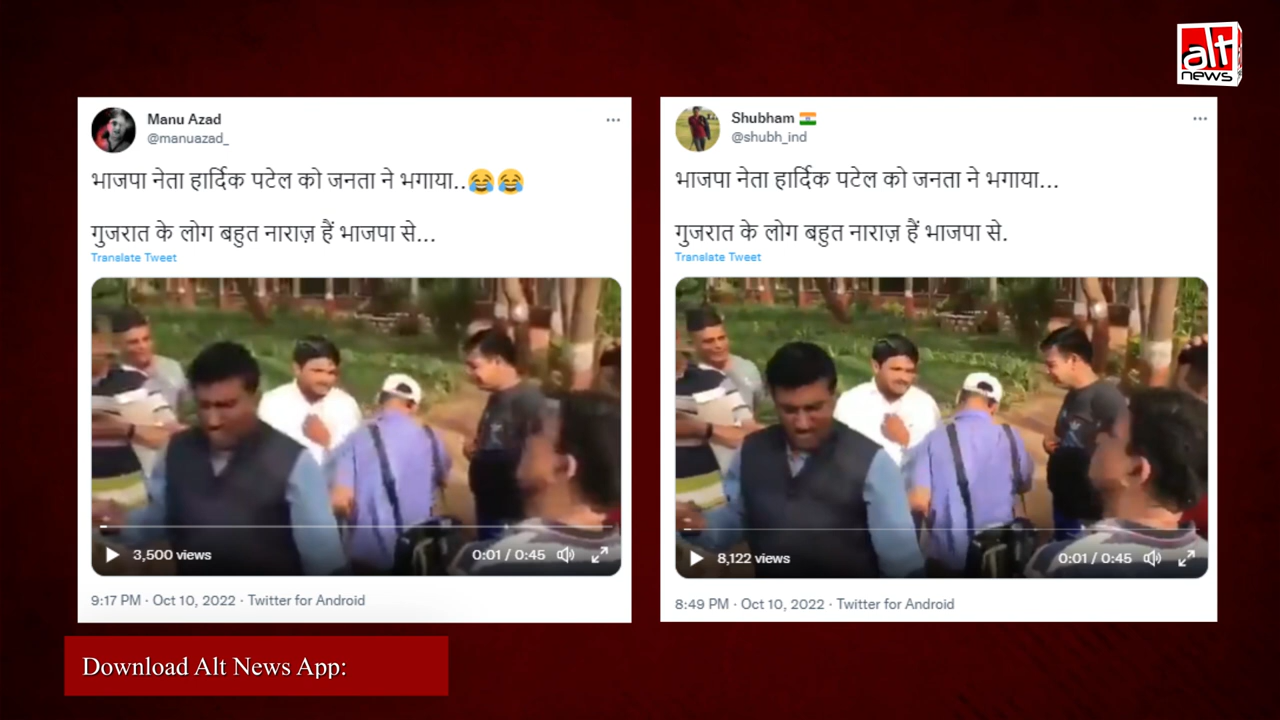 alt
news
Manu Azad
@manuazad_
भाजपा नेता हार्दिक पटेल को जनता ने भगाया..😂😂
गुजरात के लोग बहुत नाराज़ हैं भाजपा से...
Translate Tweet
3,500 views
0:01 / 0:45
9:17 PM · Oct 10, 2022 · Twitter for Android
Shubham 🇮🇳
@shubh_ind
भाजपा नेता हार्दिक पटेल को जनता ने भगाया...
गुजरात के लोग बहुत नाराज़ हैं भाजपा से.
Translate Tweet
8,122 views
0:01 / 0:45
8:49 PM · Oct 10, 2022 · Twitter for Android
Download Alt News App: